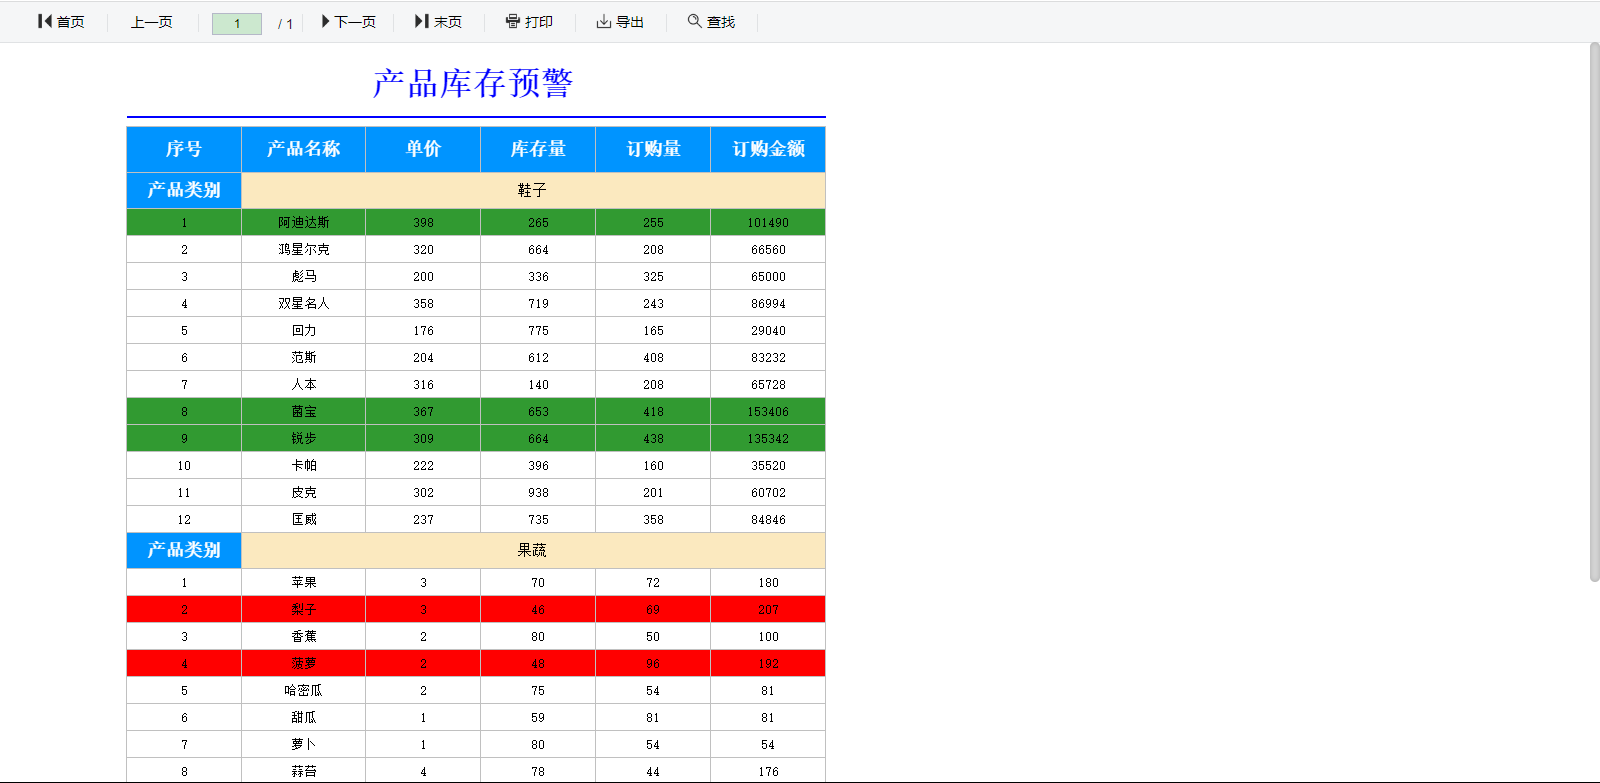 首页 上一页 1 / 1 下一页 末页 打印 导出 查找
产品库存预警
序号 产品名称 单价 库存量 订购量 订购金额
产品类别 鞋子
1 阿迪达斯 398 265 255 101490
2 鸿星尔克 320 664 208 66560
3 彪马 200 336 325 65000
4 双星名人 358 719 243 86994
5 回力 176 775 165 29040
6 范斯 204 612 408 83232
7 人本 316 140 208 65728
8 茵宝 367 653 418 153406
9 锐步 309 664 438 135342
10 卡帕 222 396 160 35520
11 皮克 302 938 201 60702
12 匡威 237 735 358 84846
产品类别 果蔬
1 苹果 3 70 72 180
2 梨子 3 46 69 207
3 香蕉 2 80 50 100
4 菠萝 2 48 96 192
5 哈密瓜 2 75 54 81
6 甜瓜 1 59 81 81
7 萝卜 1 80 54 54
8 蒜苔 4 78 44 176